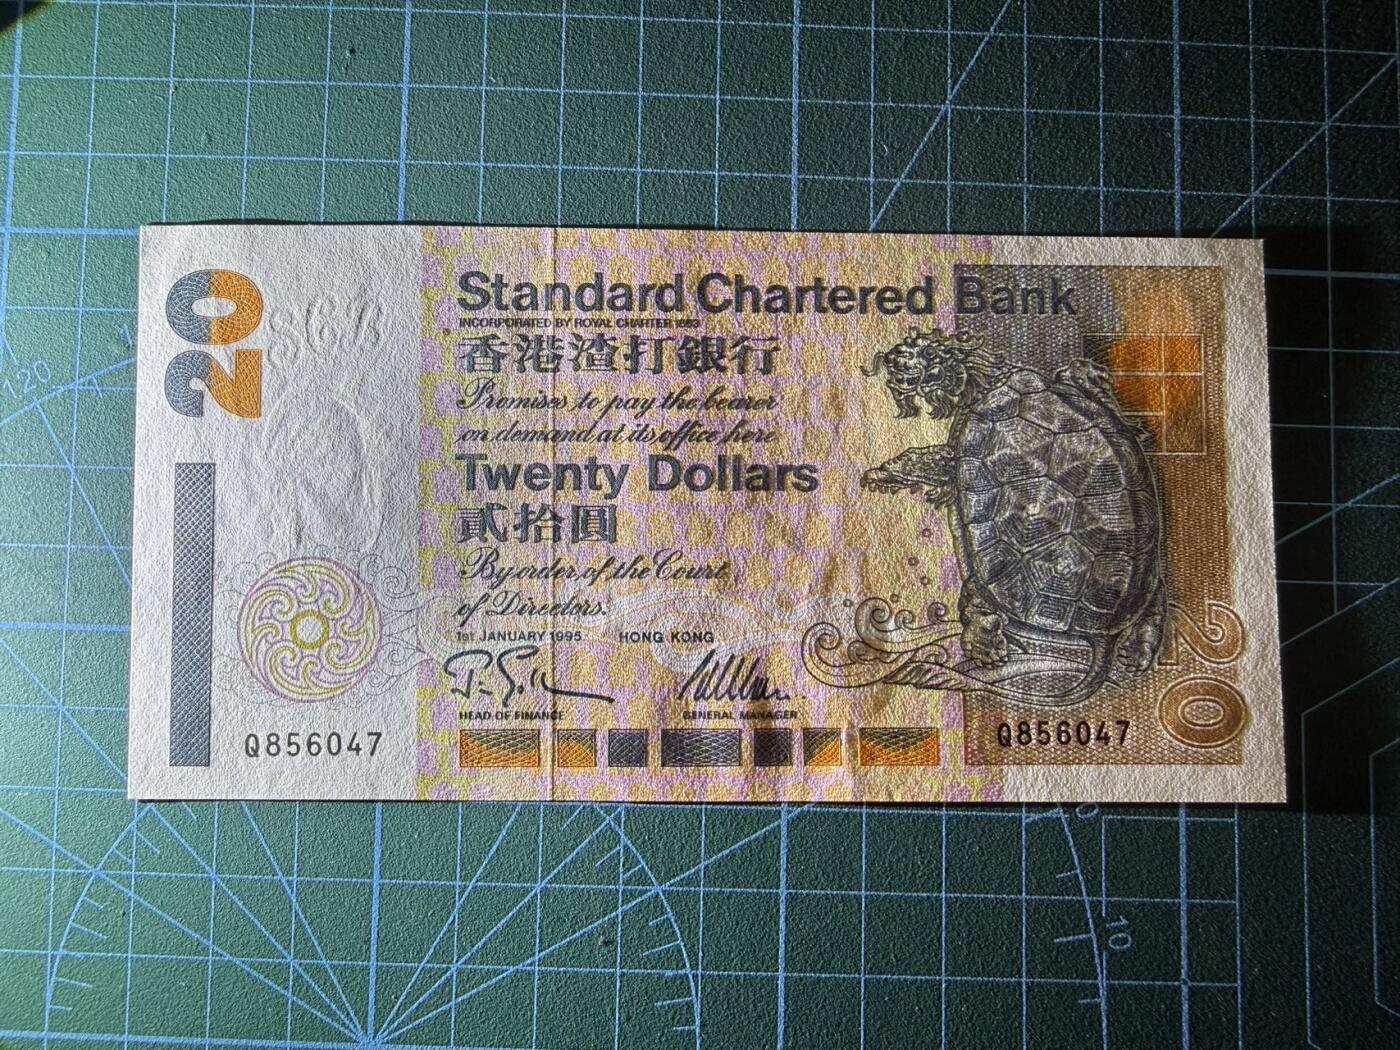 20
SCB
Standard Chartered Bank
INCORPORATED BY ROYAL CHARTER 1853
香港渣打銀行
Promises to pay the bearer
on demand at its office here
Twenty Dollars
貳拾圓
By order of the Court
of Directors.
1st JANUARY 1995 HONG KONG
HEAD OF FINANCE GENERAL MANAGER
Q856047
Q856047
20
120
10